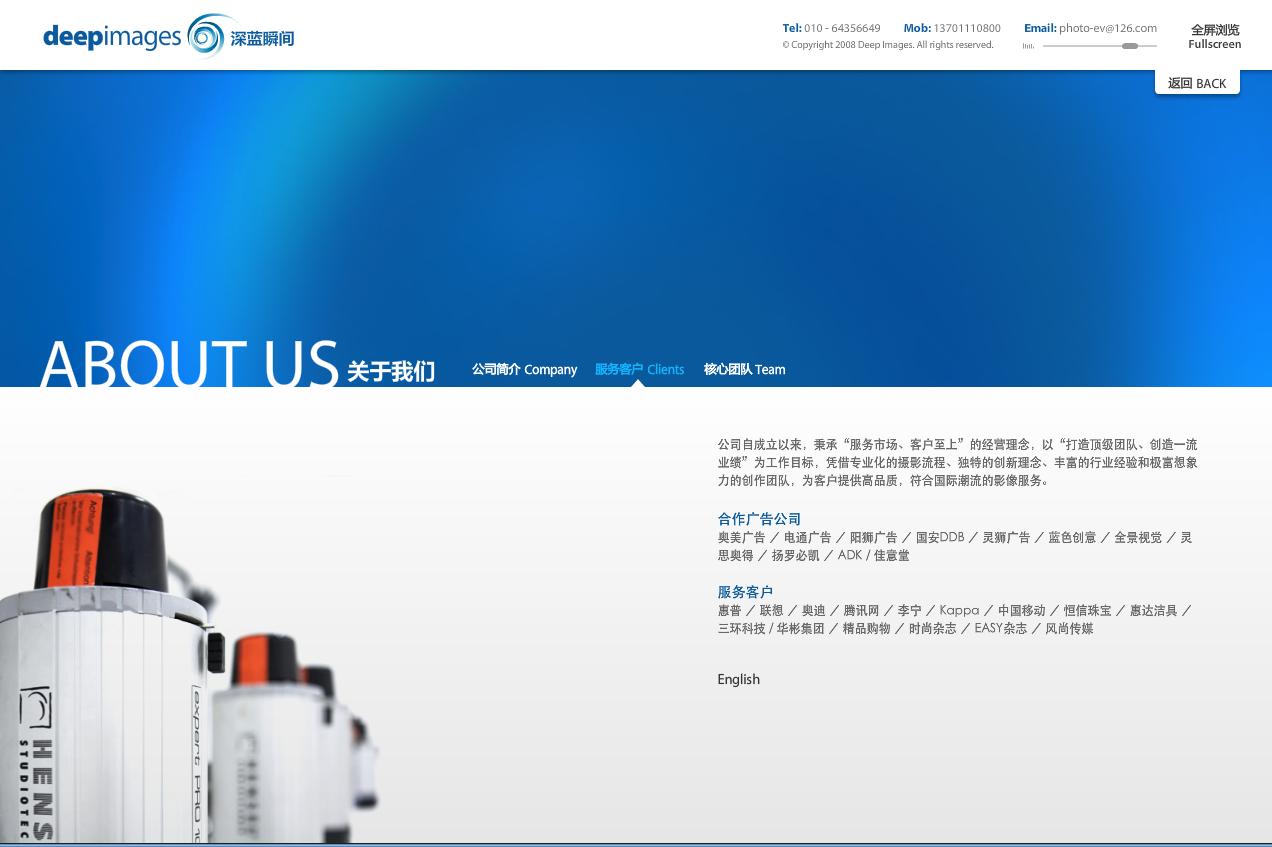 deepimages 深蓝瞬间
Tel: 010 - 64356649 Mob: 13701110800 Email: photo-ev@126.com
© Copyright 2008 Deep Images. All rights reserved.
全屏浏览
Fullscreen
返回 BACK
ABOUT US 关于我们
公司简介 Company 服务客户 Clients 核心团队 Team
公司自成立以来，秉承“服务市场、客户至上”的经营理念，以“打造顶级团队、创造一流
业绩”为工作目标，凭借专业化的摄影流程、独特的创新理念、丰富的行业经验和极富想象
力的创作团队，为客户提供高品质，符合国际潮流的影像服务。
合作广告公司
奥美广告 ／ 电通广告 ／ 阳狮广告 ／ 国安DDB ／ 灵狮广告 ／ 蓝色创意 ／ 全景视觉 ／ 灵
思奥得 ／ 扬罗必凯 ／ ADK / 佳意堂
服务客户
惠普 ／ 联想 ／ 奥迪 ／ 腾讯网 ／ 李宁 ／ Kappa ／ 中国移动 ／ 恒信珠宝 ／ 惠达洁具 ／
三环科技 / 华彬集团 ／ 精品购物 ／ 时尚杂志 ／ EASY杂志 ／ 风尚传媒
English
Achtung!
Attention
HENS
STUDIOTEC
expert PRO 10